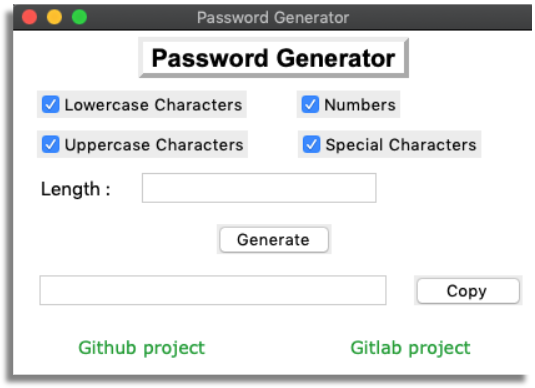 Password Generator
Password Generator
Lowercase Characters Numbers
Uppercase Characters Special Characters
Length :
Generate
Copy
Github project Gitlab project